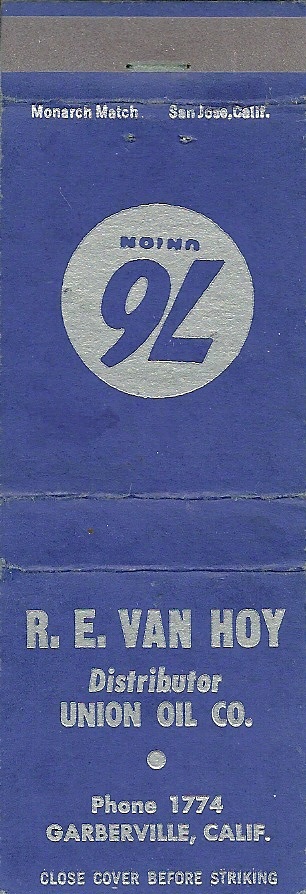 Monarch Match San Jose, Calif.
UNION
76
R. E. VAN HOY
Distributor
UNION OIL CO.
Phone 1774
GARBERVILLE, CALIF.
CLOSE COVER BEFORE STRIKING